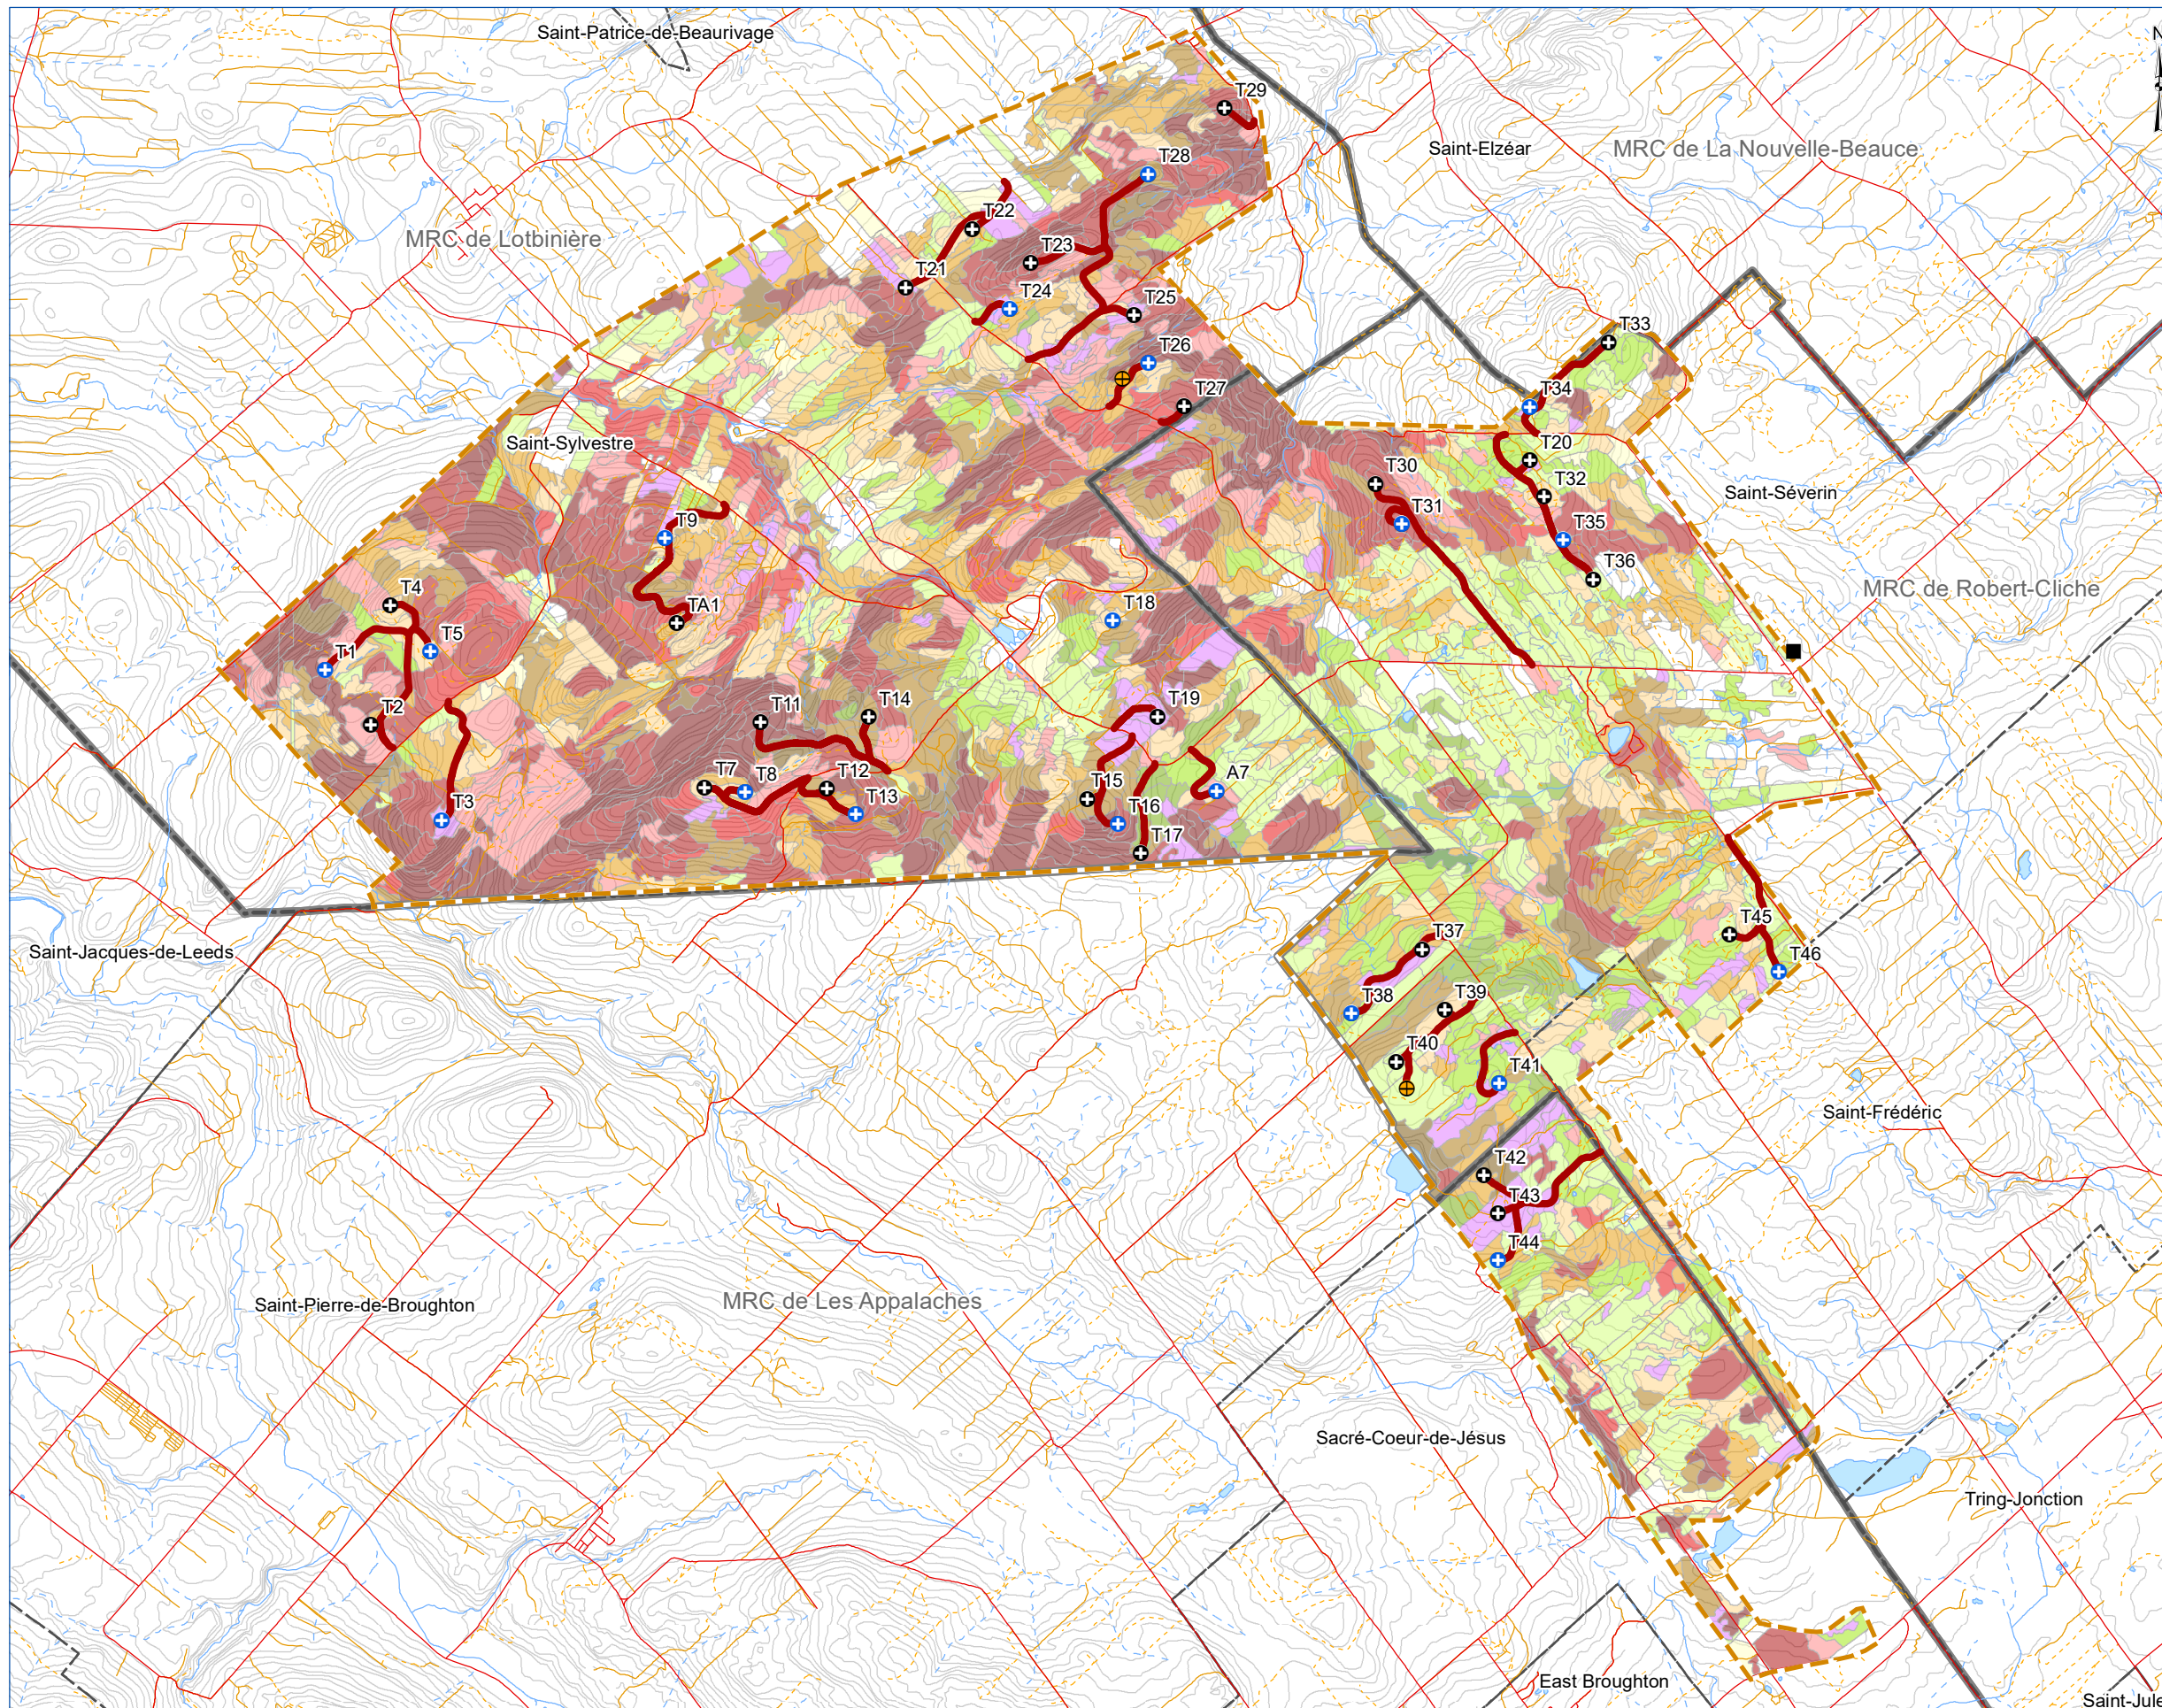 Saint-Patrice-de-Beaurivage
N
T29
Saint-Elzéar
MRC de La Nouvelle-Beauce
T28
T22
MRC de Lotbinière
T23
T21
T24
T25
T33
T26
T27
T34
Saint-Sylvestre
T20
T30
T32
Saint-Séverin
T31
T9
T35
T36
T4
MRC de Robert-Cliche
TA1
T18
T5
T1
T19
T2
T11
T14
T7
T8
T12
A7
T15
T3
T13
T16
T17
T45
T37
Saint-Jacques-de-Leeds
T46
T38
T39
T40
T41
Saint-Frédéric
T42
T43
T44
MRC de Les Appalaches
Saint-Pierre-de-Broughton
Sacré-Coeur-de-Jésus
Tring-Jonction
East Broughton
Saint-Jule